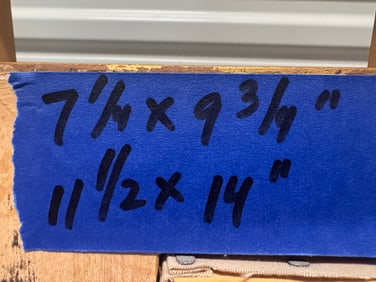 7 1/4 x 9 3/4 "
11 1/2 x 14 "